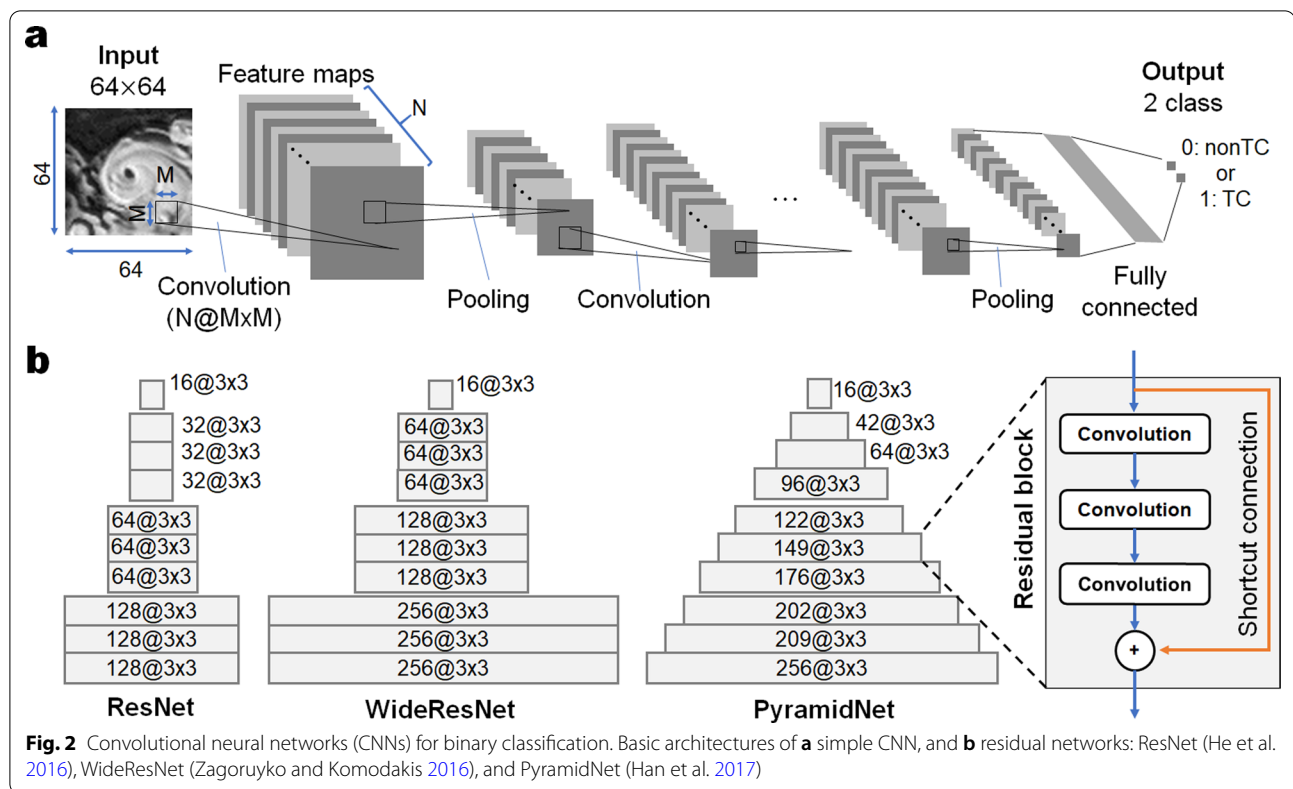 a
Input
64×64
64
64
M
M
Feature maps
N
Convolution
(N@MxM)
Pooling
Convolution
...
Pooling
Fully
connected
Output
2 class
0: nonTC
or
1: TC
b
16@3x3
32@3x3
32@3x3
32@3x3
64@3x3
64@3x3
64@3x3
128@3x3
128@3x3
128@3x3
ResNet
16@3x3
64@3x3
64@3x3
64@3x3
128@3x3
128@3x3
128@3x3
256@3x3
256@3x3
256@3x3
WideResNet
16@3x3
42@3x3
64@3x3
96@3x3
122@3x3
149@3x3
176@3x3
202@3x3
209@3x3
256@3x3
PyramidNet
Residual block
Convolution
Convolution
Convolution
+
Shortcut connection
Fig. 2 Convolutional neural networks (CNNs) for binary classification. Basic architectures of a simple CNN, and b residual networks: ResNet (He et al.
2016), WideResNet (Zagoruyko and Komodakis 2016), and PyramidNet (Han et al. 2017)